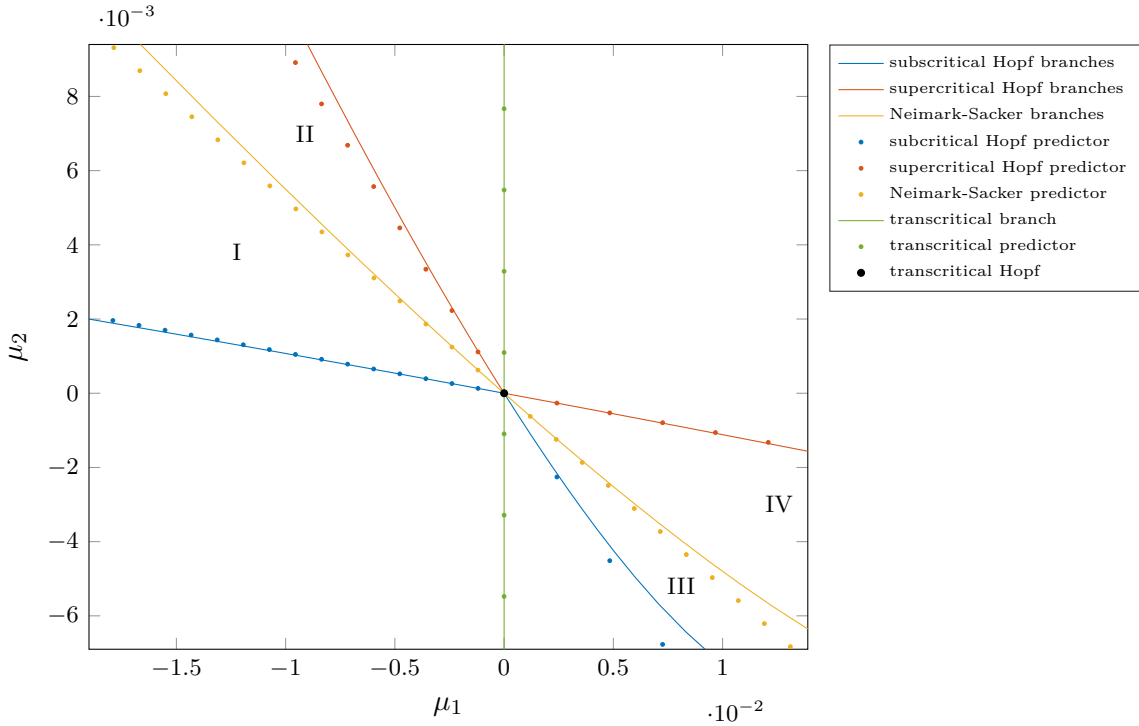 ·10⁻³
8
6
4
2
0
−2
−4
−6
μ₂
−1.5
−1
−0.5
0
0.5
1
μ₁
·10⁻²
I
II
III
IV
subscritical Hopf branches
supercritical Hopf branches
Neimark-Sacker branches
subcritical Hopf predictor
supercritical Hopf predictor
Neimark-Sacker predictor
transcritical branch
transcritical predictor
transcritical Hopf